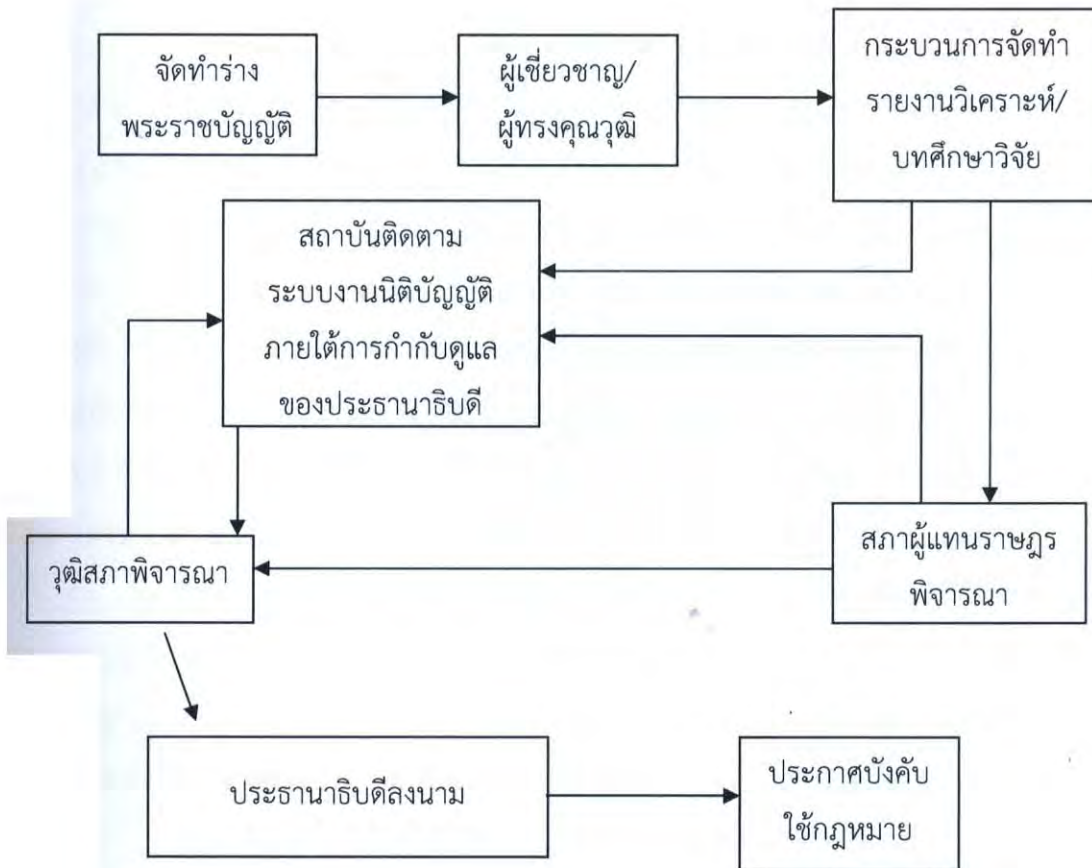 จัดทำร่าง
พระราชบัญญัติ
ผู้เชี่ยวชาญ/
ผู้ทรงคุณวุฒิ
กระบวนการจัดทำ
รายงานวิเคราะห์/
บทศึกษาวิจัย
สถาบันติดตาม
ระบบงานนิติบัญญัติ
ภายใต้การกำกับดูแล
ของประธานาธิบดี
วุฒิสภาพิจารณา
สภาผู้แทนราษฎร
พิจารณา
ประธานาธิบดีลงนาม
ประกาศบังคับ
ใช้กฎหมาย